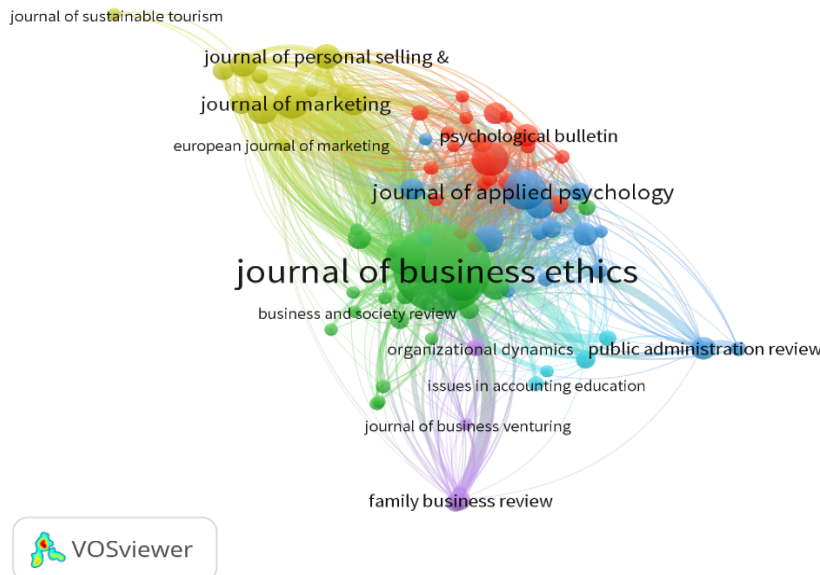 journal of sustainable tourism
journal of personal selling &
journal of marketing
psychological bulletin
european journal of marketing
journal of applied psychology
journal of business ethics
business and society review
organizational dynamics
public administration review
issues in accounting education
journal of business venturing
family business review
VOSviewer